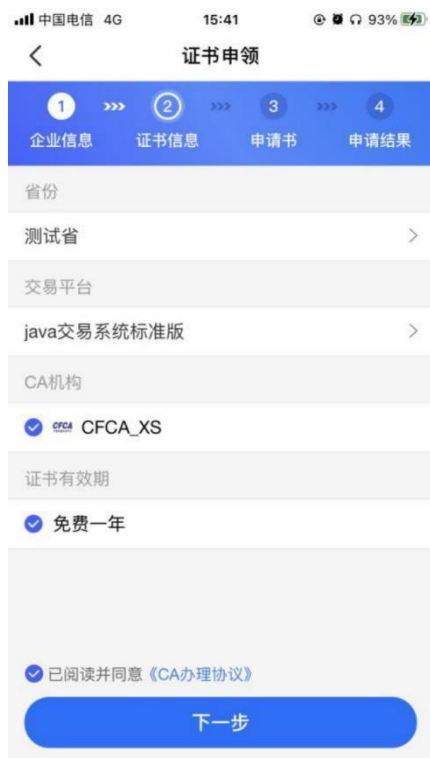 中国电信 4G 15:41 93%
证书申领
1 2 3 4
企业信息 证书信息 申请书 申请结果
省份
测试省
交易平台
java交易系统标准版
CA机构
CFCA CFCA_XS
证书有效期
免费一年
已阅读并同意《CA办理协议》
下一步